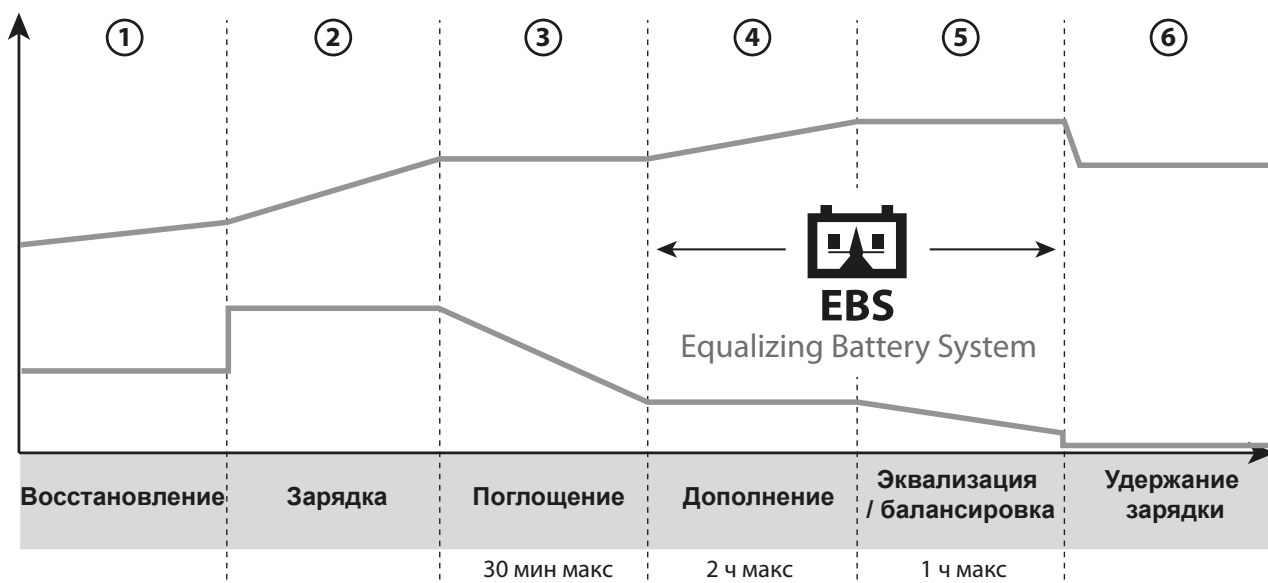 1 2 3 4 5 6
EBS
Equalizing Battery System
Восстановление
Зарядка
Поглощение
Дополнение
Эквализация
/ балансировка
Удержание
зарядки
30 мин макс
2 ч макс
1 ч макс